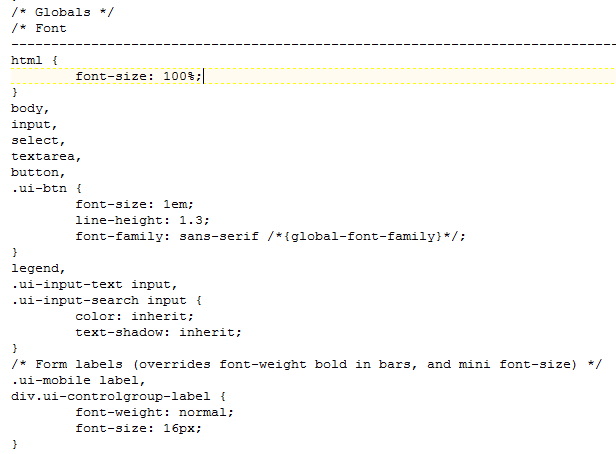 /* Globals */
/* Font
-----------------------------------------------------------------------------
html {
        font-size: 100%;
}
body,
input,
select,
textarea,
button,
.ui-btn {
        font-size: 1em;
        line-height: 1.3;
        font-family: sans-serif /*{global-font-family}*/;
}
legend,
.ui-input-text input,
.ui-input-search input {
        color: inherit;
        text-shadow: inherit;
}
/* Form labels (overrides font-weight bold in bars, and mini font-size) */
.ui-mobile label,
div.ui-controlgroup-label {
        font-weight: normal;
        font-size: 16px;
}